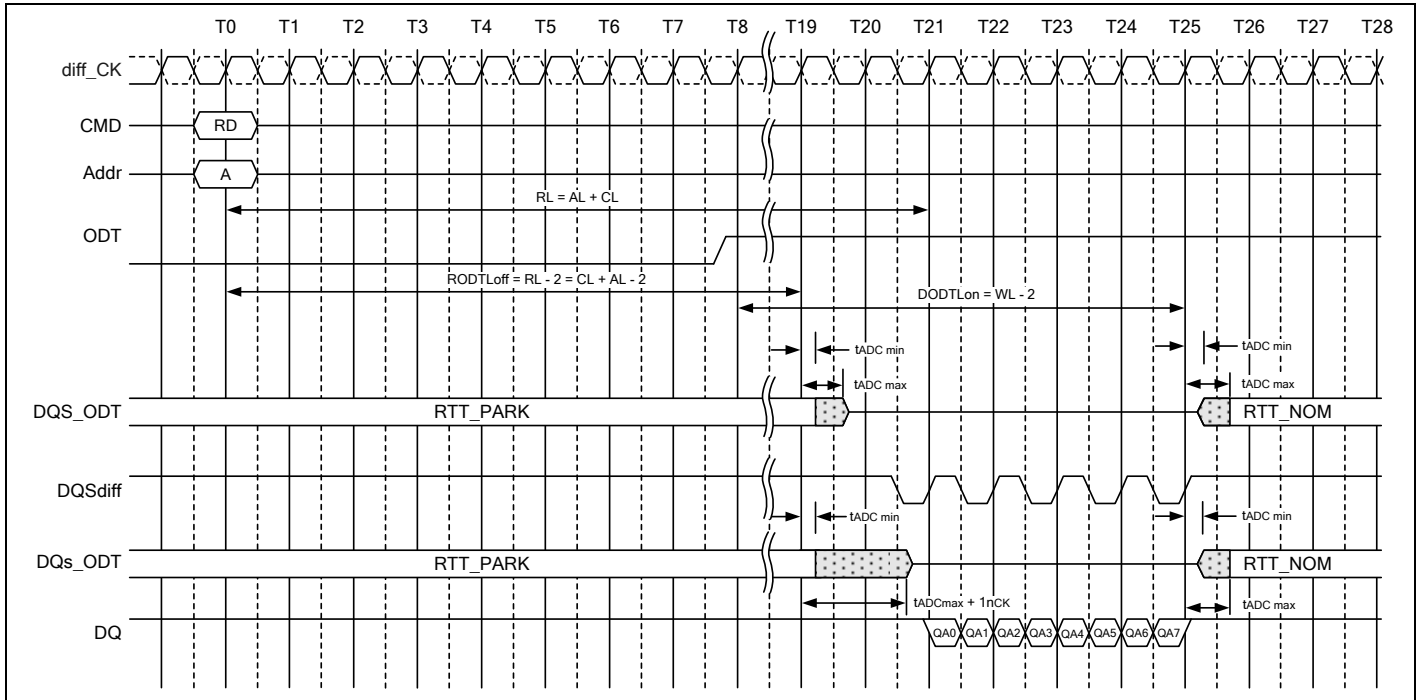 T0 T1 T2 T3 T4 T5 T6 T7 T8 T19 T20 T21 T22 T23 T24 T25 T26 T27 T28
diff_CK
CMD RD
Addr A
RL = AL + CL
ODT
RODTLoff = RL - 2 = CL + AL - 2
DODTLon = WL - 2
tADC min tADC min
tADC max tADC max
DQS_ODT RTT_PARK RTT_NOM
DQSdiff
tADC min tADC min
DQs_ODT RTT_PARK RTT_NOM
tADCmax + 1nCK tADC max
DQ QA0 QA1 QA2 QA3 QA4 QA5 QA6 QA7